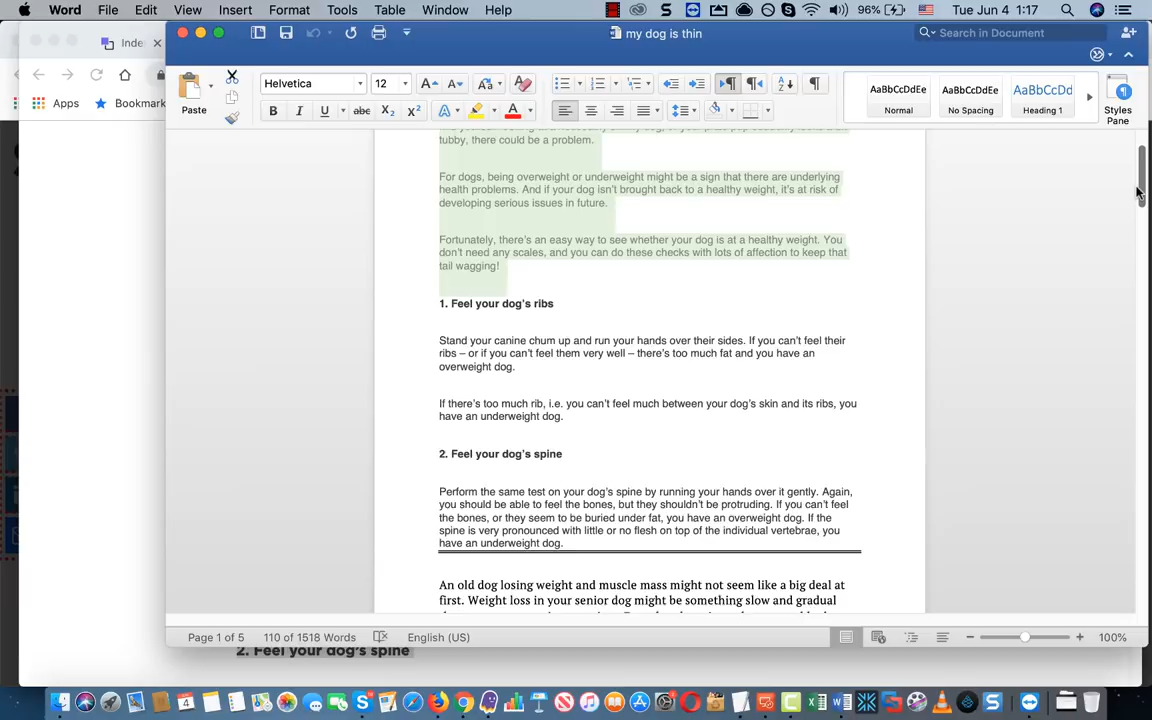 Word File Edit View Insert Format Tools Table Window Help 96% Tue Jun 4 1:17
my dog is thin
Search in Document
Inde
Apps Bookmark
Paste
Helvetica 12
AaBbCcDdEe AaBbCcDdEe AaBbCcDd
Normal No Spacing Heading 1
Styles
Pane
tubby, there could be a problem.
For dogs, being overweight or underweight might be a sign that there are underlying
health problems. And if your dog isn't brought back to a healthy weight, it's at risk of
developing serious issues in future.
Fortunately, there's an easy way to see whether your dog is at a healthy weight. You
don't need any scales, and you can do these checks with lots of affection to keep that
tail wagging!
1. Feel your dog's ribs
Stand your canine chum up and run your hands over their sides. If you can't feel their
ribs – or if you can't feel them very well – there's too much fat and you have an
overweight dog.
If there's too much rib, i.e. you can't feel much between your dog's skin and its ribs, you
have an underweight dog.
2. Feel your dog's spine
Perform the same test on your dog's spine by running your hands over it gently. Again,
you should be able to feel the bones, but they shouldn't be protruding. If you can't feel
the bones, or they seem to be buried under fat, you have an overweight dog. If the
spine is very pronounced with little or no flesh on top of the individual vertebrae, you
have an underweight dog.
An old dog losing weight and muscle mass might not seem like a big deal at
first. Weight loss in your senior dog might be something slow and gradual
Page 1 of 5 110 of 1518 Words English (US) 100%
2. Feel your dog's spine